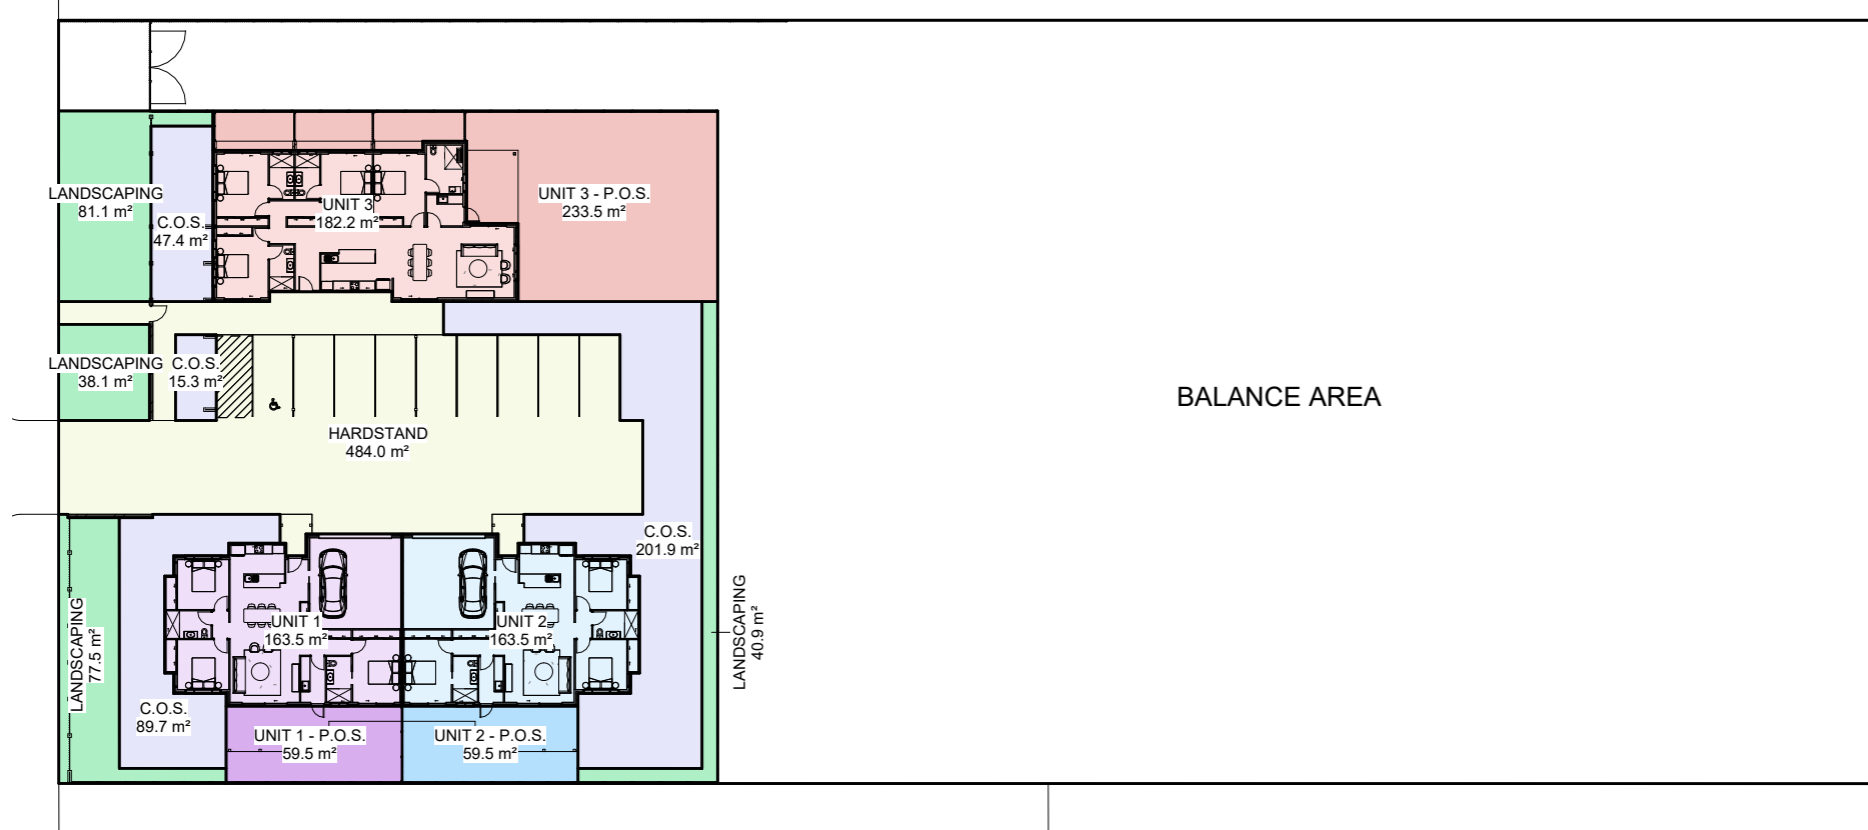 LANDSCAPING
81.1 m²
C.O.S.
47.4 m²
UNIT 3
182.2 m²
UNIT 3 - P.O.S.
233.5 m²
LANDSCAPING
38.1 m²
C.O.S.
15.3 m²
HARDSTAND
484.0 m²
BALANCE AREA
C.O.S.
201.9 m²
LANDSCAPING
77.5 m²
UNIT 1
163.5 m²
UNIT 2
163.5 m²
LANDSCAPING
40.9 m²
C.O.S.
89.7 m²
UNIT 1 - P.O.S.
59.5 m²
UNIT 2 - P.O.S.
59.5 m²